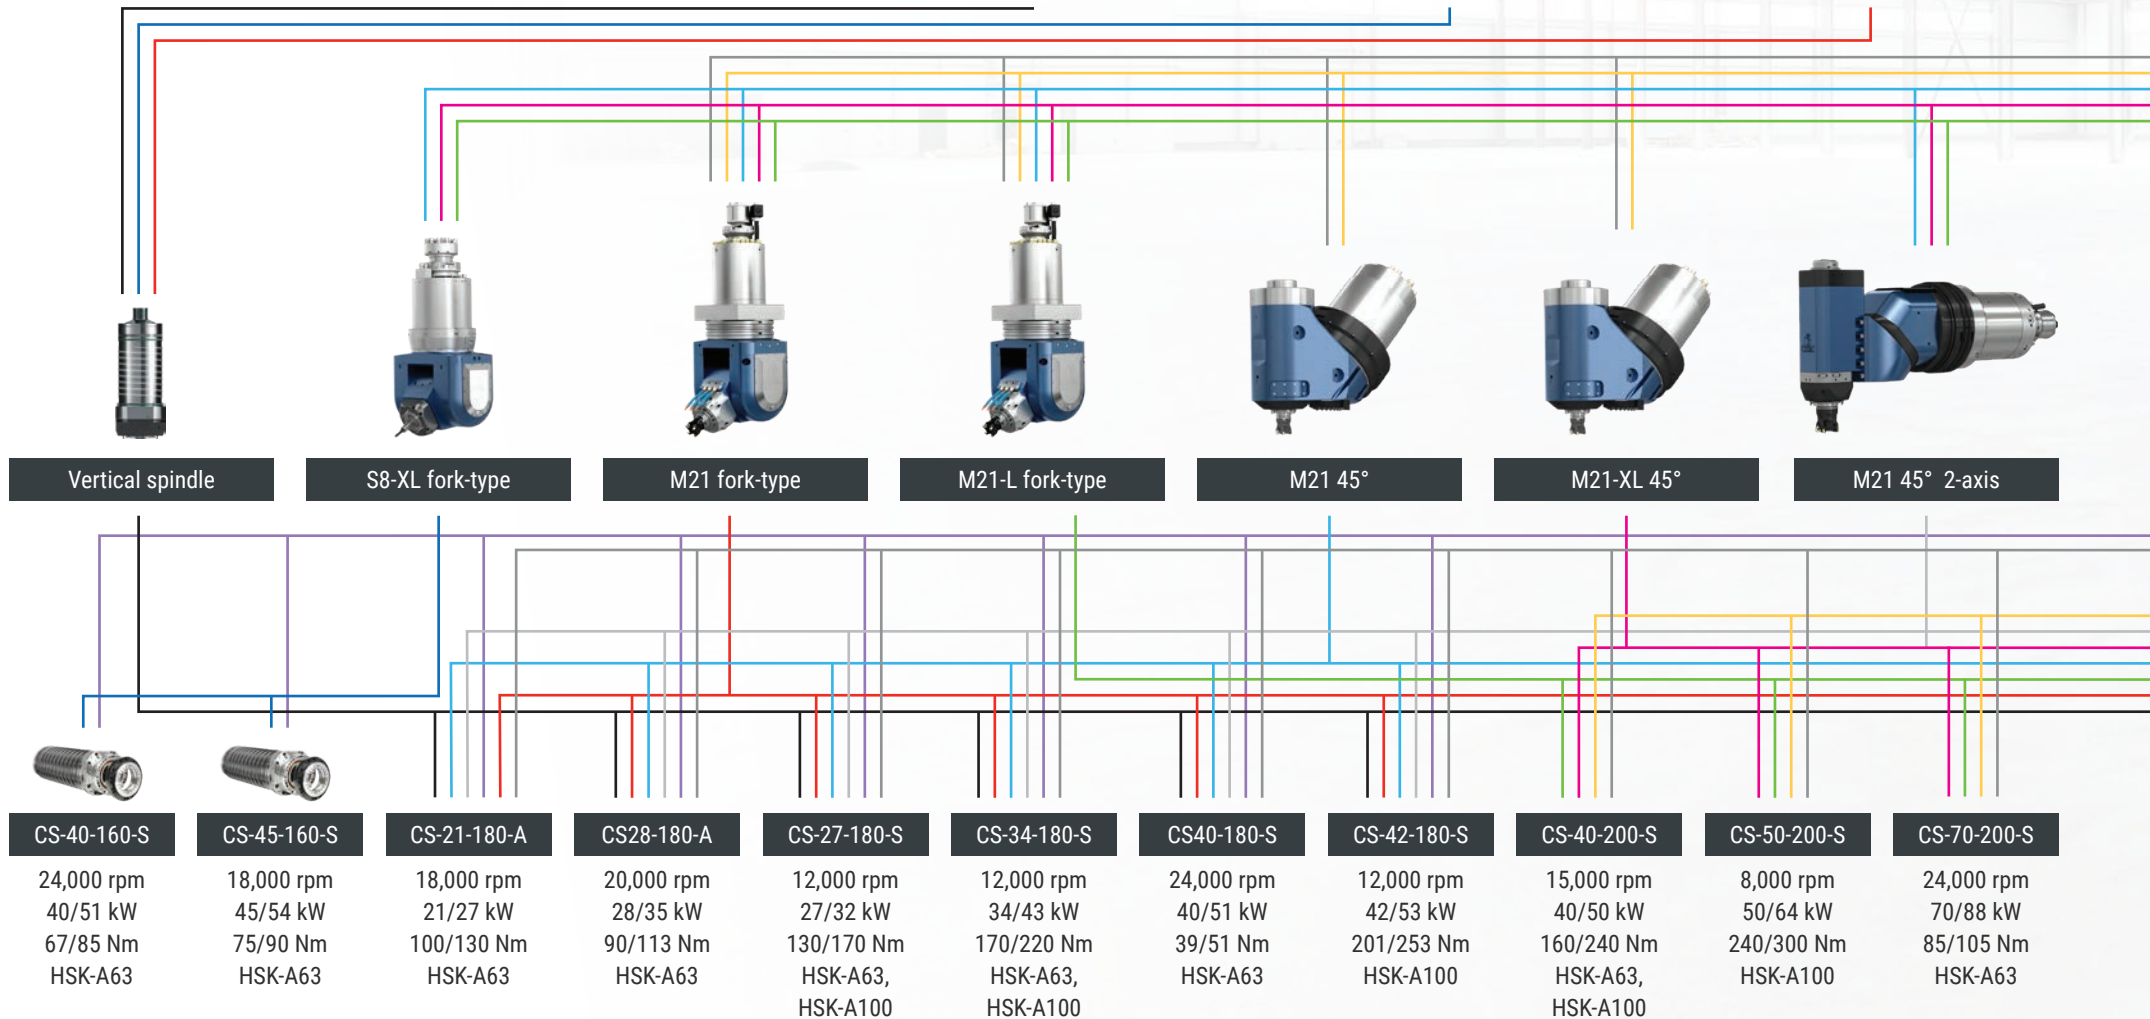 Vertical spindle
S8-XL fork-type
M21 fork-type
M21-L fork-type
M21 45°
M21-XL 45°
M21 45° 2-axis
CS-40-160-S
24,000 rpm
40/51 kW
67/85 Nm
HSK-A63
CS-45-160-S
18,000 rpm
45/54 kW
75/90 Nm
HSK-A63
CS-21-180-A
18,000 rpm
21/27 kW
100/130 Nm
HSK-A63
CS28-180-A
20,000 rpm
28/35 kW
90/113 Nm
HSK-A63
CS-27-180-S
12,000 rpm
27/32 kW
130/170 Nm
HSK-A63,
HSK-A100
CS-34-180-S
12,000 rpm
34/43 kW
170/220 Nm
HSK-A63,
HSK-A100
CS40-180-S
24,000 rpm
40/51 kW
39/51 Nm
HSK-A63
CS-42-180-S
12,000 rpm
42/53 kW
201/253 Nm
HSK-A100
CS-40-200-S
15,000 rpm
40/50 kW
160/240 Nm
HSK-A63,
HSK-A100
CS-50-200-S
8,000 rpm
50/64 kW
240/300 Nm
HSK-A100
CS-70-200-S
24,000 rpm
70/88 kW
85/105 Nm
HSK-A63